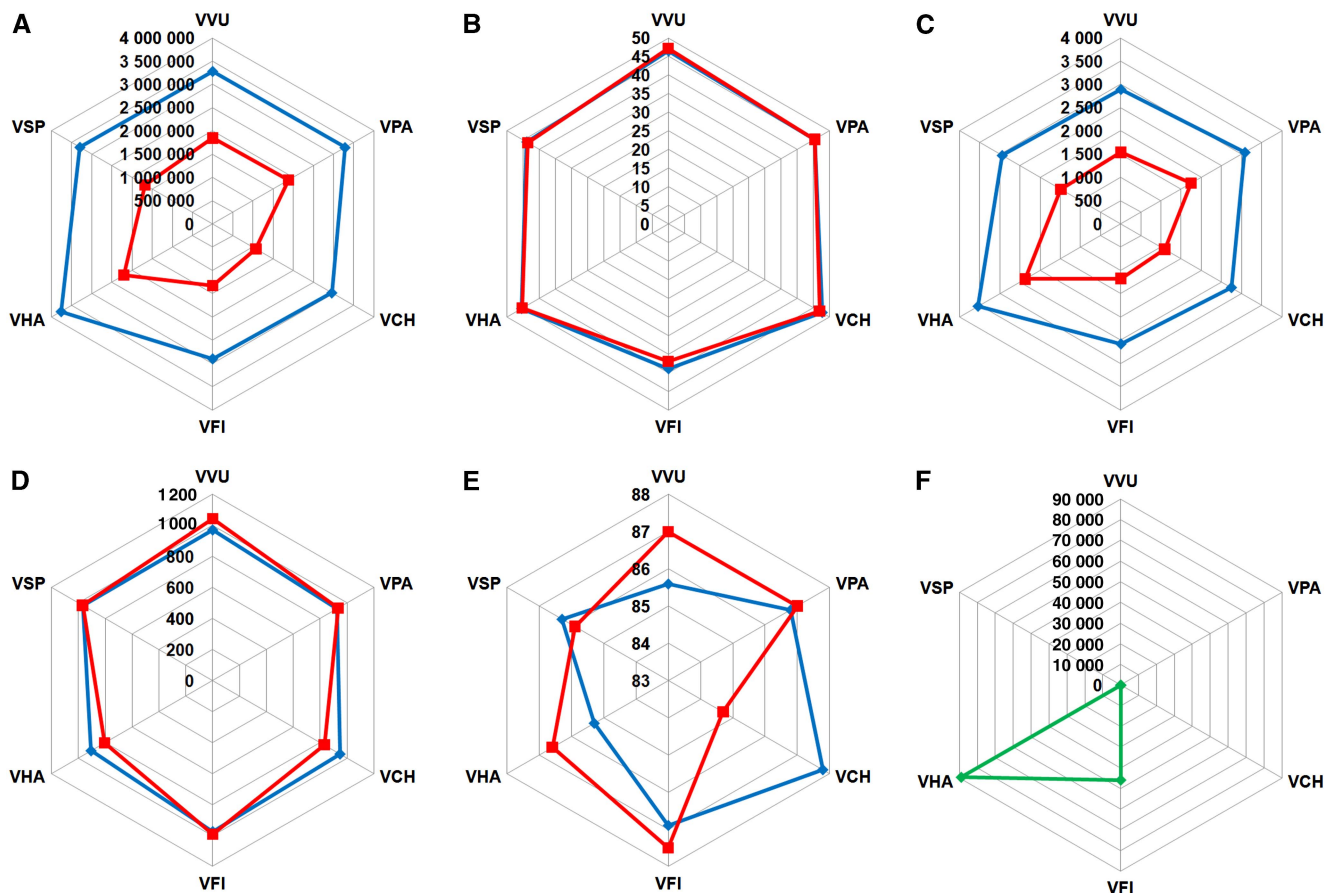 A
VVU
4 000 000
3 500 000
3 000 000
2 500 000
2 000 000
1 500 000
1 000 000
500 000
0
VSP
VPA
VHA
VCH
VFI
B
VVU
50
45
40
35
30
25
20
15
10
5
0
VSP
VPA
VHA
VCH
VFI
C
VVU
4 000
3 500
3 000
2 500
2 000
1 500
1 000
500
0
VSP
VPA
VHA
VCH
VFI
D
VVU
1 200
1 000
800
600
400
200
0
VSP
VPA
VHA
VCH
VFI
E
VVU
88
87
86
85
84
83
VSP
VPA
VHA
VCH
VFI
F
VVU
90 000
80 000
70 000
60 000
50 000
40 000
30 000
20 000
10 000
0
VSP
VPA
VHA
VCH
VFI